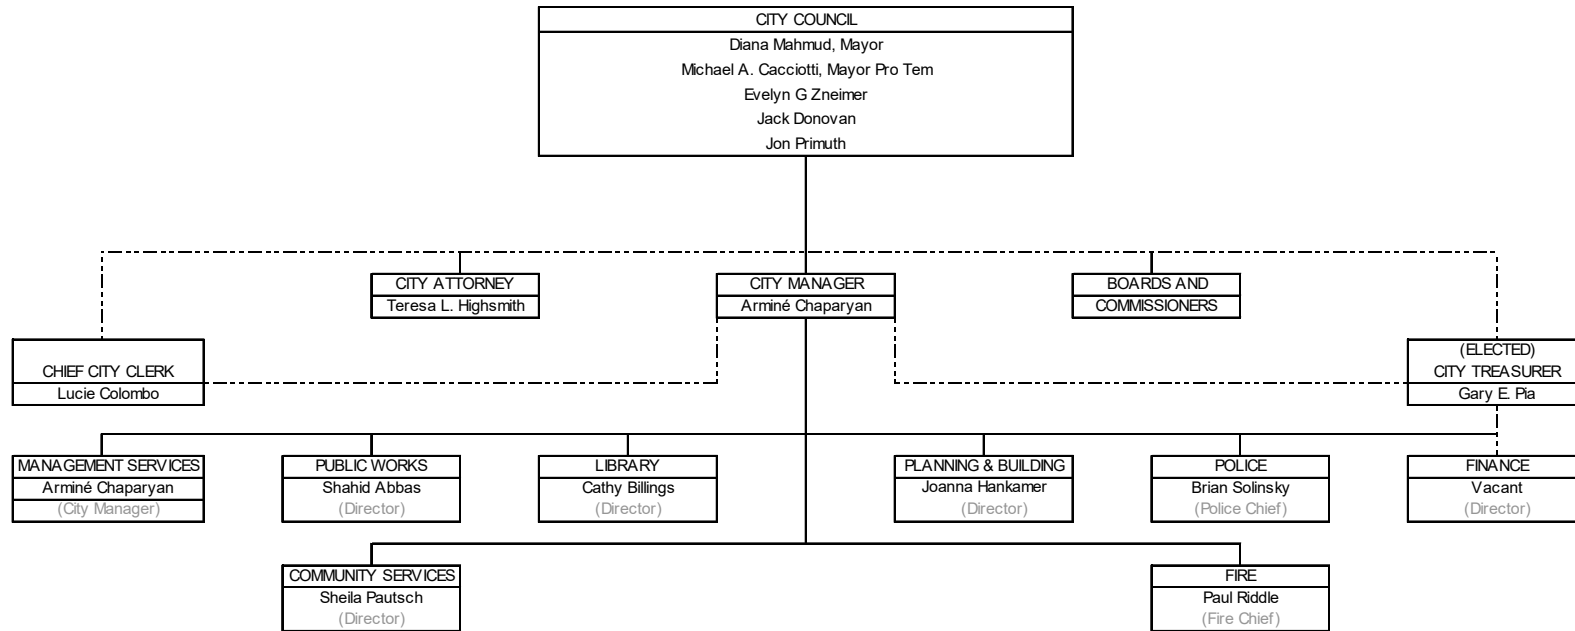 CITY COUNCIL
Diana Mahmud, Mayor
Michael A. Cacciotti, Mayor Pro Tem
Evelyn G Zneimer
Jack Donovan
Jon Primuth
CITY ATTORNEY
Teresa L. Highsmith
CITY MANAGER
Arminé Chaparyan
BOARDS AND
COMMISSIONERS
CHIEF CITY CLERK
Lucie Colombo
(ELECTED)
CITY TREASURER
Gary E. Pia
MANAGEMENT SERVICES
Arminé Chaparyan
(City Manager)
PUBLIC WORKS
Shahid Abbas
(Director)
LIBRARY
Cathy Billings
(Director)
PLANNING & BUILDING
Joanna Hankamer
(Director)
POLICE
Brian Solinsky
(Police Chief)
FINANCE
Vacant
(Director)
COMMUNITY SERVICES
Sheila Pautsch
(Director)
FIRE
Paul Riddle
(Fire Chief)